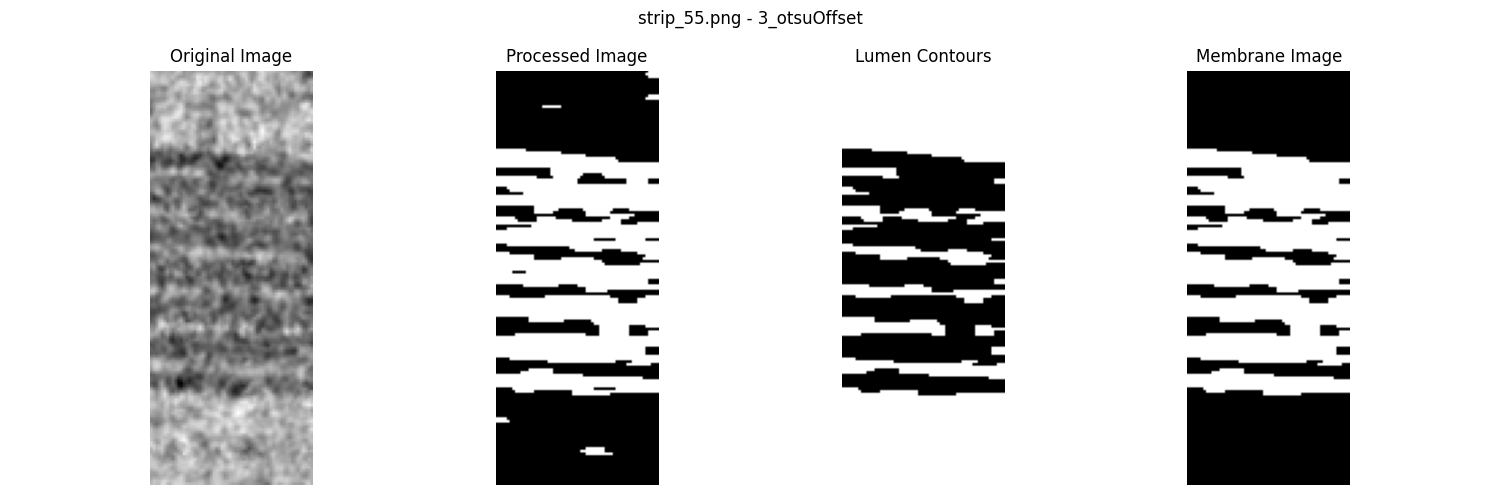 strip_55.png - 3_otsuOffset
Original Image
Processed Image
Lumen Contours
Membrane Image